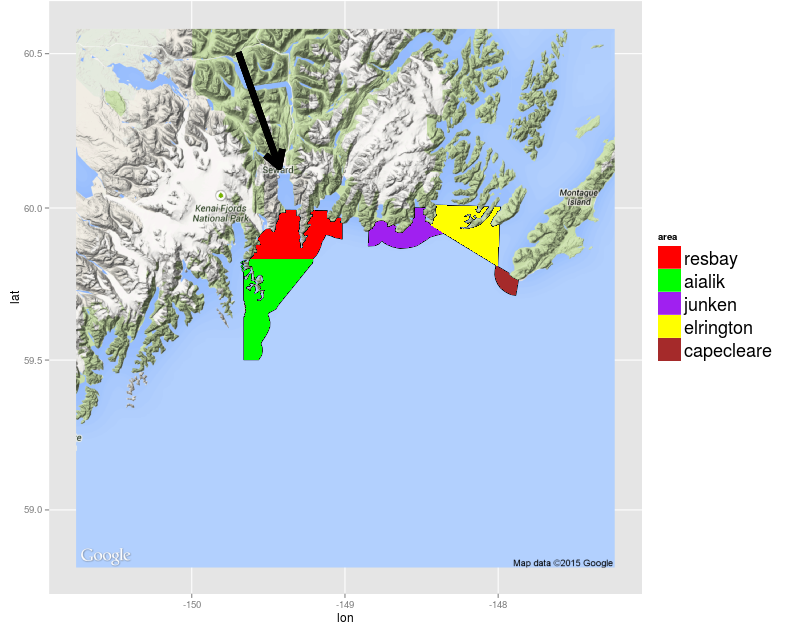 60.5
60.0
59.5
59.0
lat
Seward
Kenai Fjords
National Park
Montague
Island
e
Google
Map data ©2015 Google
-150
-149
-148
lon
area
resbay
aialik
junken
elrington
capecleare